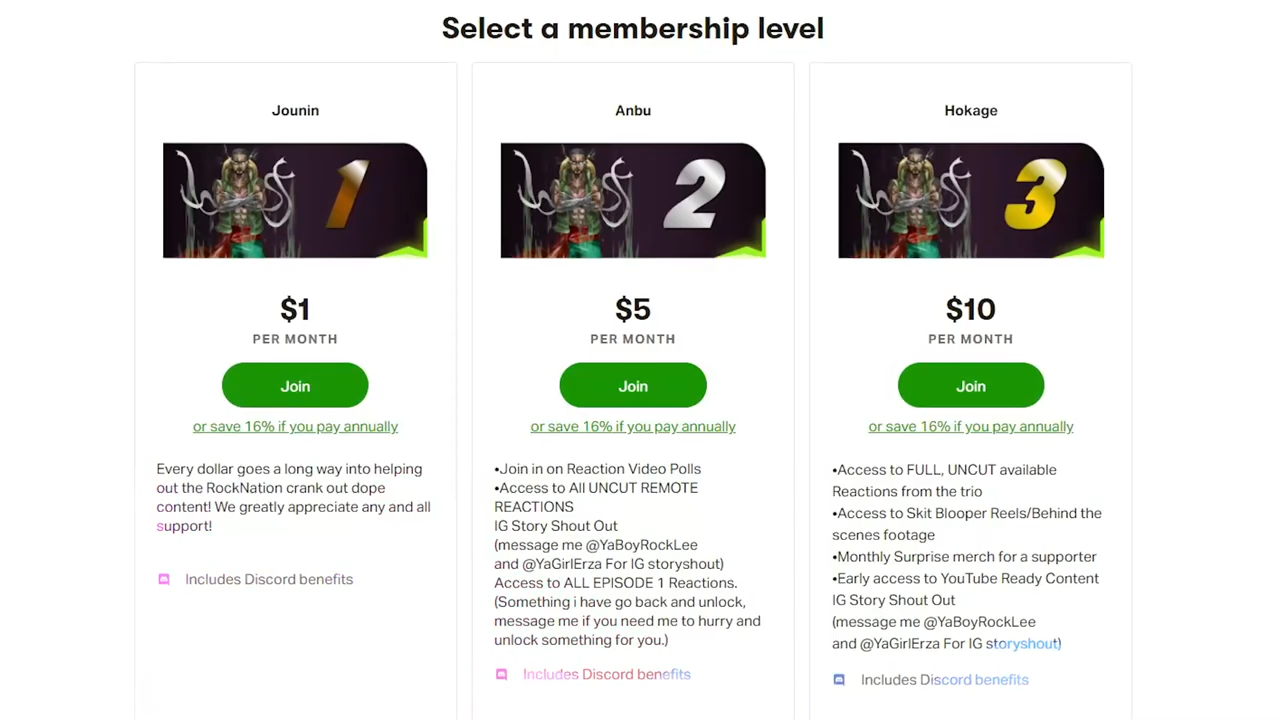 Select a membership level
Jounin
1
$1
PER MONTH
Join
or save 16% if you pay annually
Every dollar goes a long way into helping
out the RockNation crank out dope
content! We greatly appreciate any and all
support!
Includes Discord benefits
Anbu
2
$5
PER MONTH
Join
or save 16% if you pay annually
•Join in on Reaction Video Polls
•Access to All UNCUT REMOTE
REACTIONS
IG Story Shout Out
(message me @YaBoyRockLee
and @YaGirlErza For IG storyshout)
Access to ALL EPISODE 1 Reactions.
(Something i have go back and unlock,
message me if you need me to hurry and
unlock something for you.)
Includes Discord benefits
Hokage
3
$10
PER MONTH
Join
or save 16% if you pay annually
•Access to FULL, UNCUT available
Reactions from the trio
•Access to Skit Blooper Reels/Behind the
scenes footage
•Monthly Surprise merch for a supporter
•Early access to YouTube Ready Content
IG Story Shout Out
(message me @YaBoyRockLee
and @YaGirlErza For IG storyshout)
Includes Discord benefits